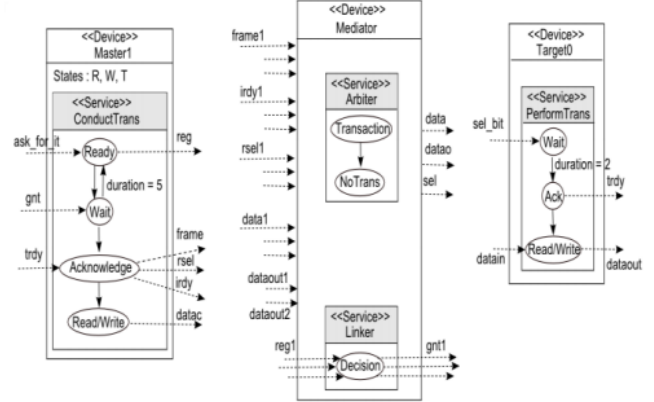 <<Device>>
Master1
States : R, W, T
<<Service>>
ConductTrans
ask_for_it
Ready
reg
duration = 5
gnt
Wait
frame
trdy
Acknowledge
rsel
irdy
Read/Write
datac
<<Device>>
Mediator
frame1
irdy1
<<Service>>
Arbiter
Transaction
data
datao
rsel1
NoTrans
sel
data1
dataout1
dataout2
<<Service>>
Linker
reg1
gnt1
Decision
<<Device>>
Target0
<<Service>>
PerformTrans
sel_bit
Wait
duration = 2
trdy
Ack
Read/Write
datain
dataout